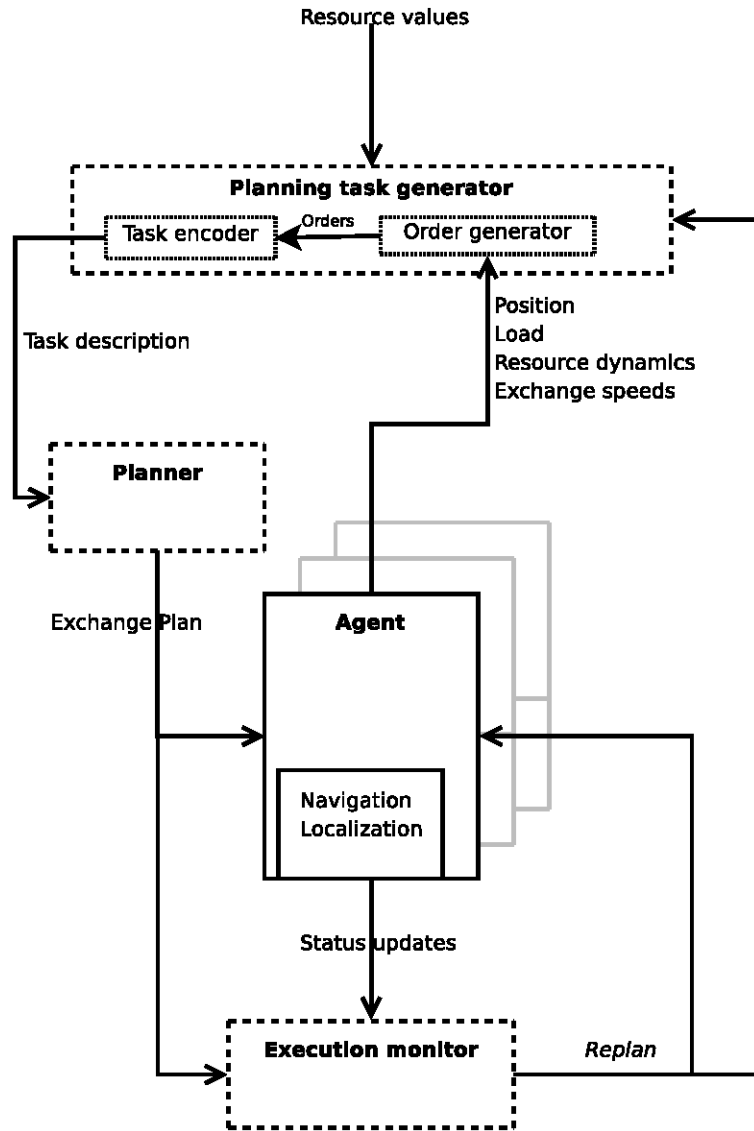 Resource values
Planning task generator
Task encoder
Orders
Order generator
Position
Load
Resource dynamics
Exchange speeds
Task description
Planner
Exchange Plan
Agent
Navigation
Localization
Status updates
Execution monitor
Replan